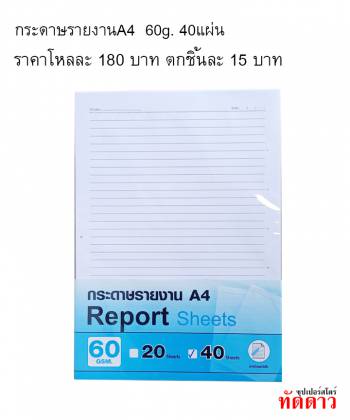 กระดาษรายงานA4 60g. 40แผ่น
ราคาโหลละ 180 บาท ตกชิ้นละ 15 บาท
กระดาษรายงาน A4
Report Sheets
60 GSM. 20 Sheets ✓ 40 Sheets
ซุปเปอร์สโตร์
ทัดดาว